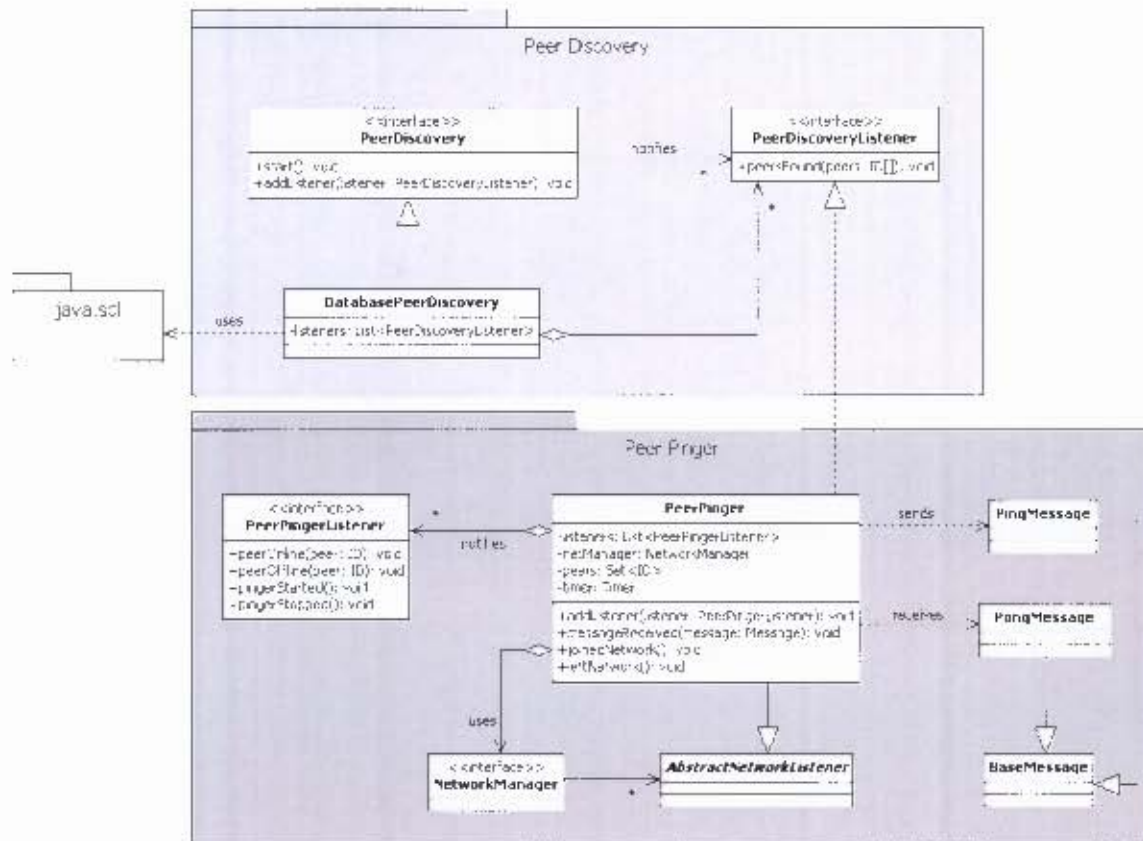 Peer Discovery
<<interface>>
PeerDiscovery
+start(): void
+addListener(listener: PeerDiscoveryListener): void
<<interface>>
PeerDiscoveryListener
+peersFound(peers: ID[]): void
notifies
*
*
DatabasePeerDiscovery
-listeners: List<PeerDiscoveryListener>
uses
java.sql
Peer Pinger
<<interface>>
PeerPingerListener
+peerOnline(peer: ID): void
+peerOffline(peer: ID): void
+pingerStarted(): void
+pingerStopped(): void
*
notifies
PeerPinger
-listeners: List<PeerPingerListener>
-netManager: NetworkManager
-peers: Set<ID>
-timer: Timer
+addListener(listener: PeerPingerListener): void
+messageReceived(message: Message): void
+joinedNetwork(): void
+leftNetwork(): void
sends
PingMessage
receives
PongMessage
uses
<<interface>>
NetworkManager
*
AbstractNetworkListener
BaseMessage